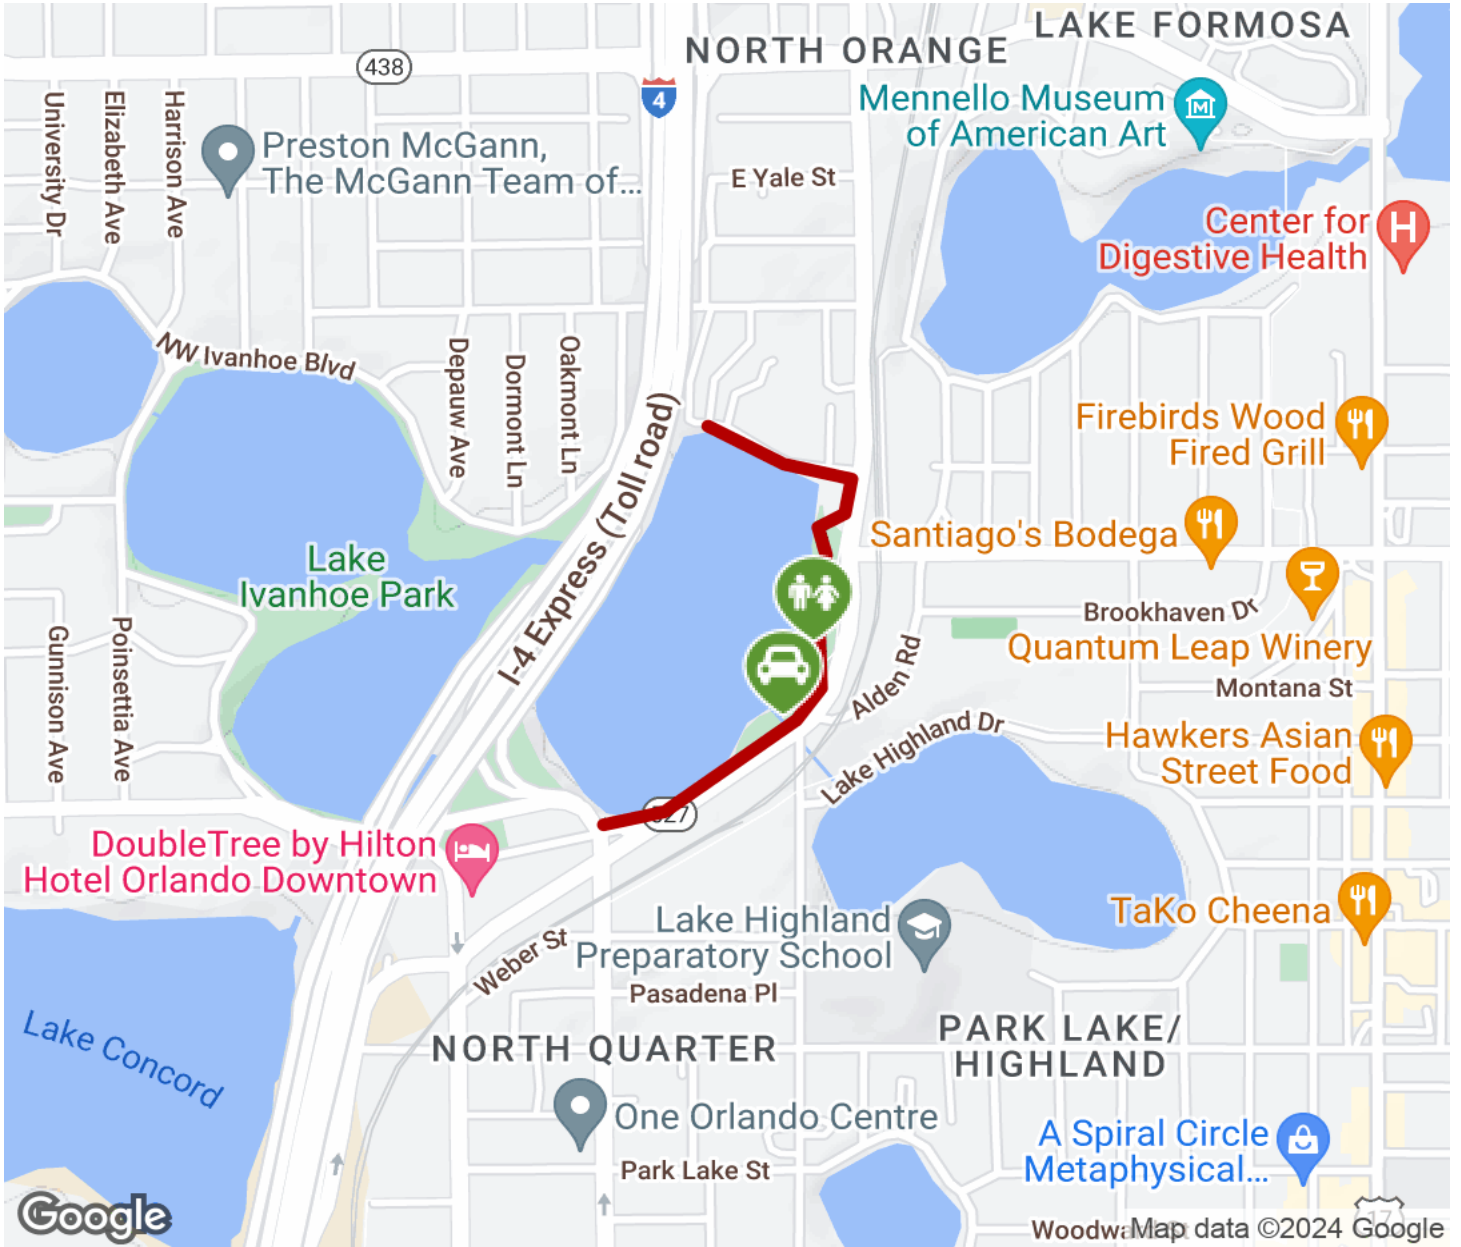 LAKE FORMOSA
NORTH ORANGE
438
4
Mennello Museum
of American Art
University Dr
Elizabeth Ave
Harrison Ave
Preston McGann,
The McGann Team of...
E Yale St
Center for
Digestive Health
H
NW Ivanhoe Blvd
Depauw Ave
Dormont Ln
Oakmont Ln
I-4 Express (Toll road)
Firebirds Wood
Fired Grill
Santiago's Bodega
Lake
Ivanhoe Park
Brookhaven Dr
Quantum Leap Winery
Gunnison Ave
Poinsettia Ave
Alden Rd
Montana St
Lake Highland Dr
Hawkers Asian
Street Food
DoubleTree by Hilton
Hotel Orlando Downtown
TaKo Cheena
Lake Highland
Preparatory School
Weber St
Pasadena Pl
Lake Concord
NORTH QUARTER
PARK LAKE/
HIGHLAND
One Orlando Centre
A Spiral Circle
Metaphysical...
Park Lake St
17
Google
Map data ©2024 Google